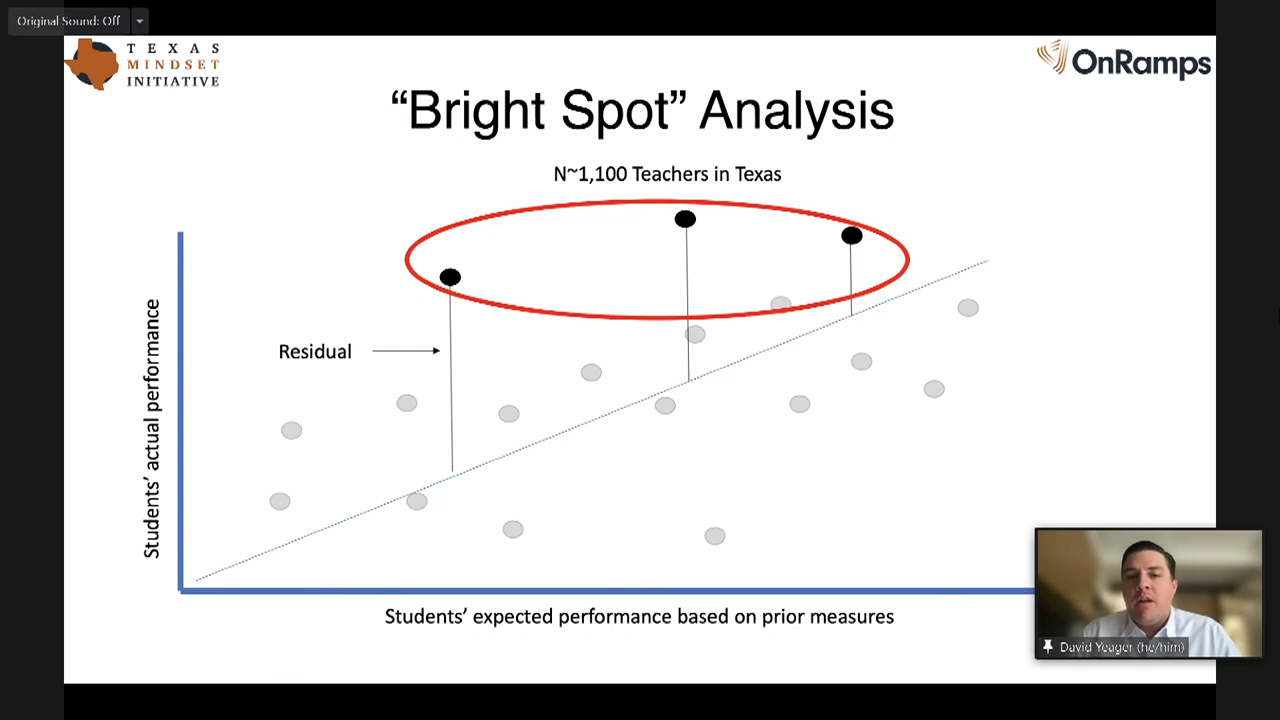 Original Sound: Off
TEXAS
MINDSET
INITIATIVE
OnRamps
“Bright Spot” Analysis
N~1,100 Teachers in Texas
Residual
Students’ actual performance
Students’ expected performance based on prior measures
David Yeager (he/him)